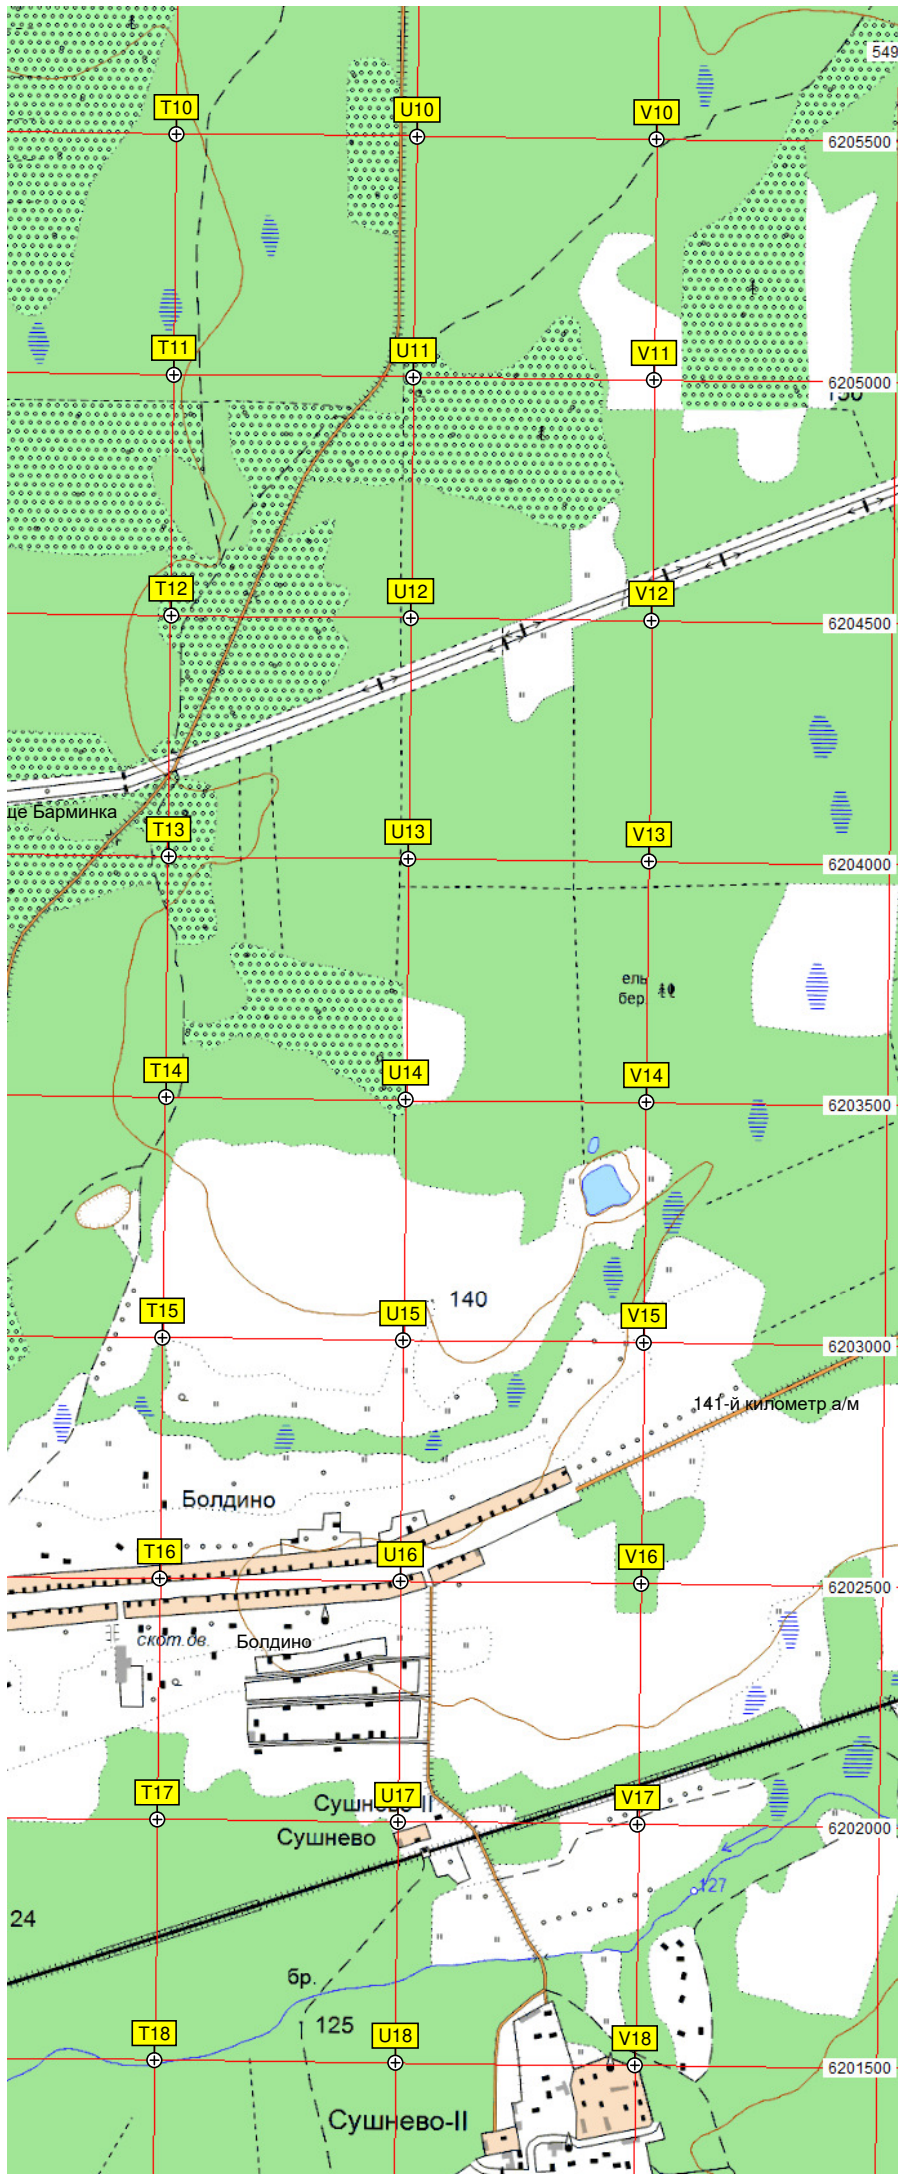 549
T10
U10
V10
6205500
T11
U11
V11
6205000
150
T12
U12
V12
6204500
ще Барминка
T13
U13
V13
6204000
ель
бер.
T14
U14
V14
6203500
140
T15
U15
V15
6203000
141-й километр а/м
Болдино
T16
U16
V16
6202500
скот.дв.
Болдино
T17
U17
V17
Сушнево-II
6202000
Сушнево
127
24
бр.
125
T18
U18
V18
6201500
Сушнево-II